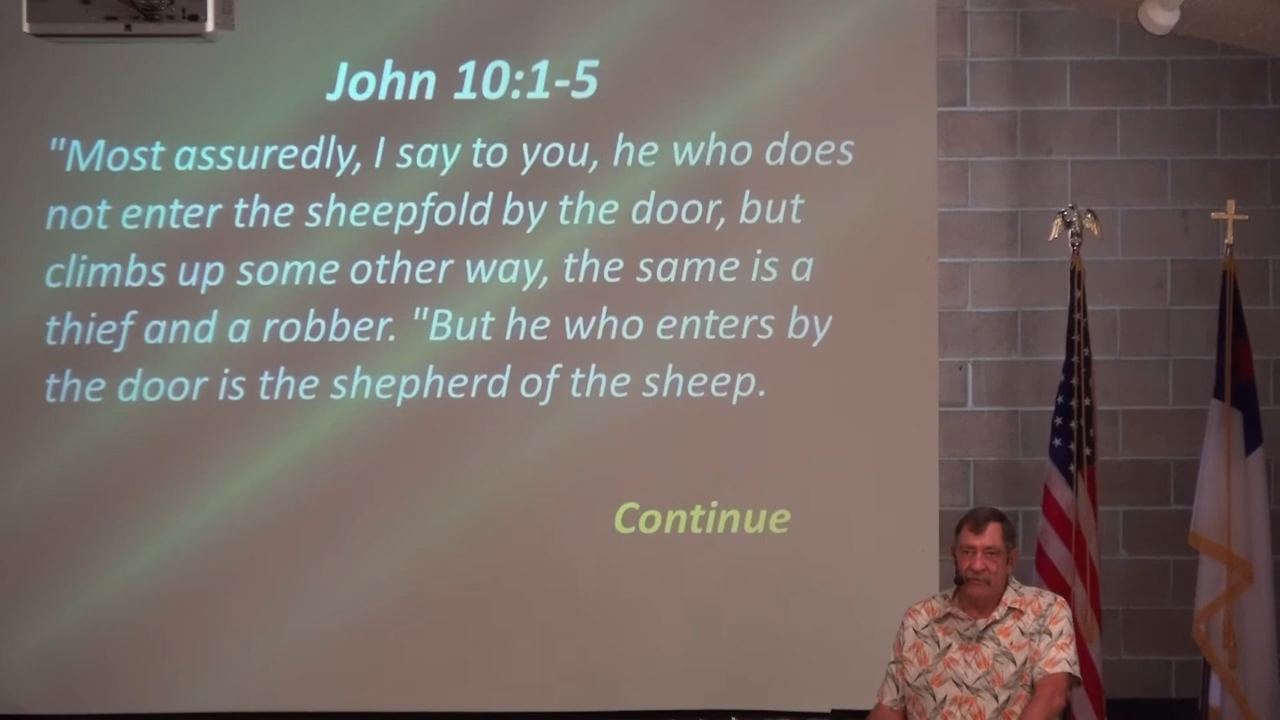 John 10:1-5
"Most assuredly, I say to you, he who does
not enter the sheepfold by the door, but
climbs up some other way, the same is a
thief and a robber. "But he who enters by
the door is the shepherd of the sheep.
Continue